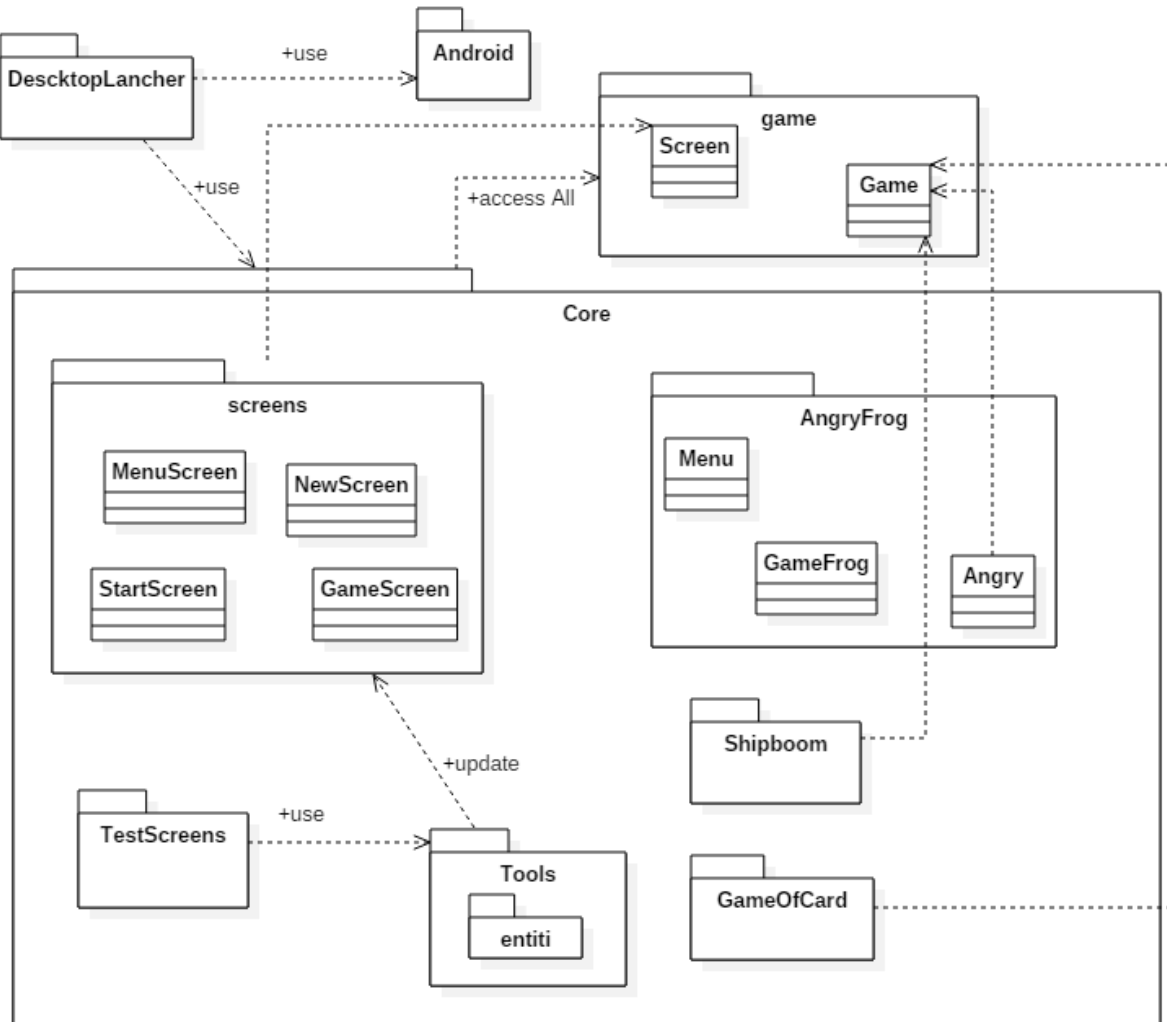 Android
+use
DescktopLancher
game
Screen
Game
+use
+access All
Core
screens
AngryFrog
MenuScreen
NewScreen
Menu
StartScreen
GameScreen
GameFrog
Angry
Shipboom
+update
TestScreens
+use
Tools
entiti
GameOfCard